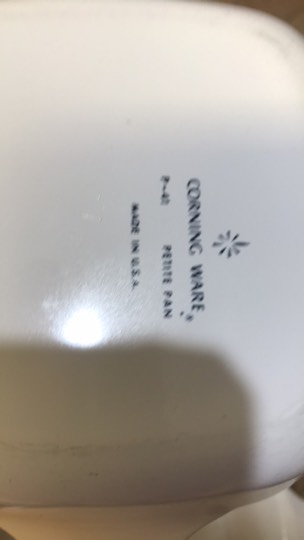 CORNING WARE®
P-41 PETITE PAN
MADE IN U.S.A.